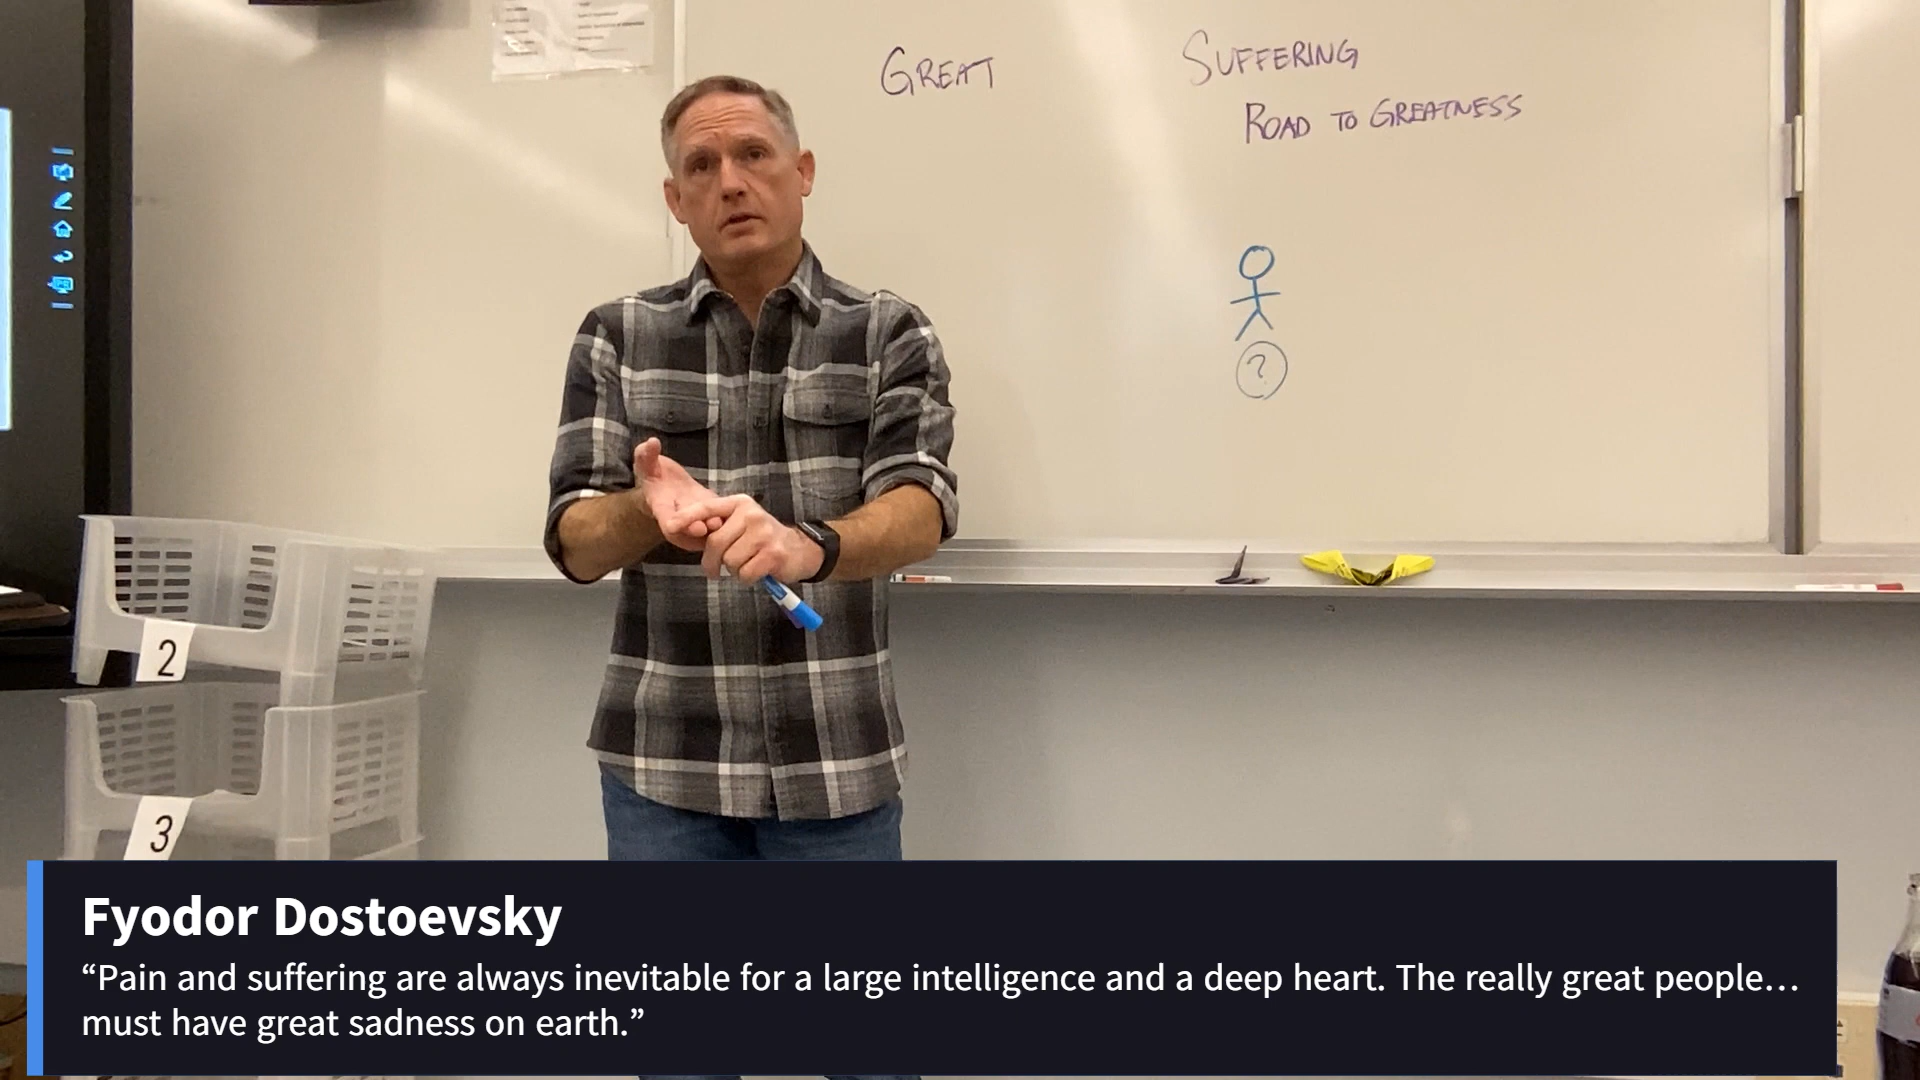 GREAT
SUFFERING
ROAD TO GREATNESS
?
2
3
Fyodor Dostoevsky
“Pain and suffering are always inevitable for a large intelligence and a deep heart. The really great people…
must have great sadness on earth.”